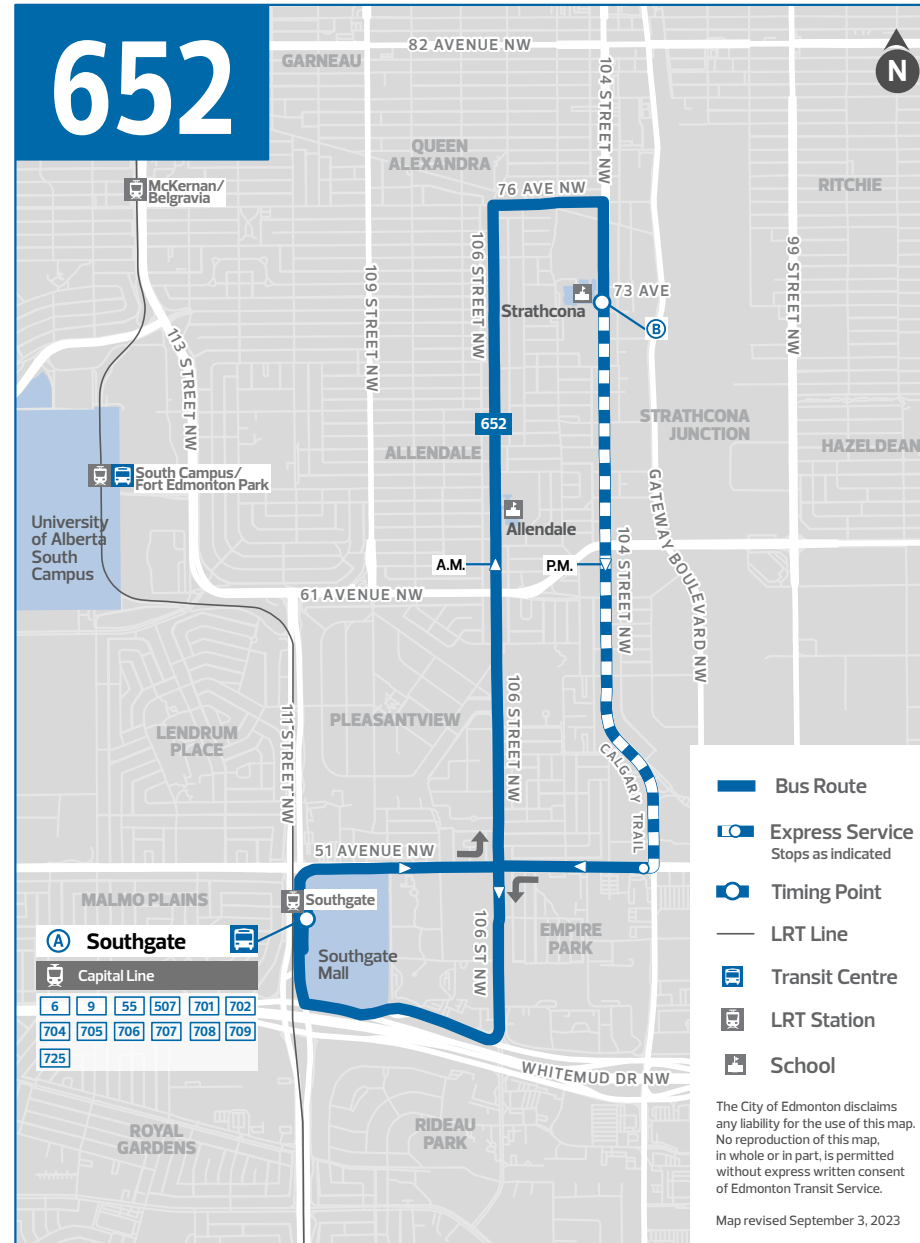 652
82 AVENUE NW
GARNEAU
104 STREET NW
N
QUEEN
ALEXANDRA
McKernan/
Belgravia
76 AVE NW
RITCHIE
106 STREET NW
109 STREET NW
99 STREET NW
73 AVE
Strathcona
B
113 STREET NW
652
STRATHCONA
JUNCTION
ALLENDALE
HAZELDEAN
South Campus/
Fort Edmonton Park
GATEWAY BOULEVARD NW
University
of Alberta
South
Campus
Allendale
A.M.
P.M.
104 STREET NW
61 AVENUE NW
106 STREET NW
111 STREET NW
PLEASANTVIEW
LENDRUM
PLACE
CALGARY TRAIL
51 AVENUE NW
MALMO PLAINS
Southgate
A Southgate
Capital Line
6 9 55 507 701 702
704 705 706 707 708 709
725
Southgate
Mall
106 ST NW
EMPIRE
PARK
WHITEMUD DR NW
ROYAL
GARDENS
RIDEAU
PARK
Bus Route
Express Service
Stops as indicated
Timing Point
LRT Line
Transit Centre
LRT Station
School
The City of Edmonton disclaims
any liability for the use of this map.
No reproduction of this map,
in whole or in part, is permitted
without express written consent
of Edmonton Transit Service.
Map revised September 3, 2023